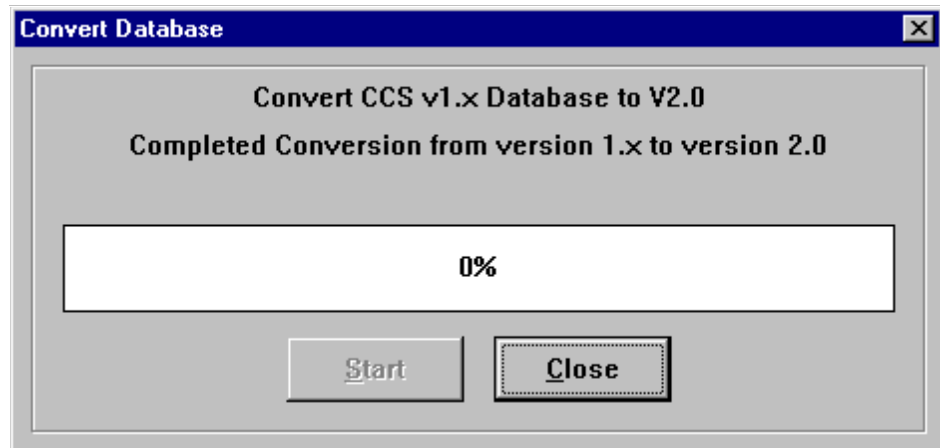 Convert Database
Convert CCS v1.x Database to V2.0
Completed Conversion from version 1.x to version 2.0
0%
Start
Close